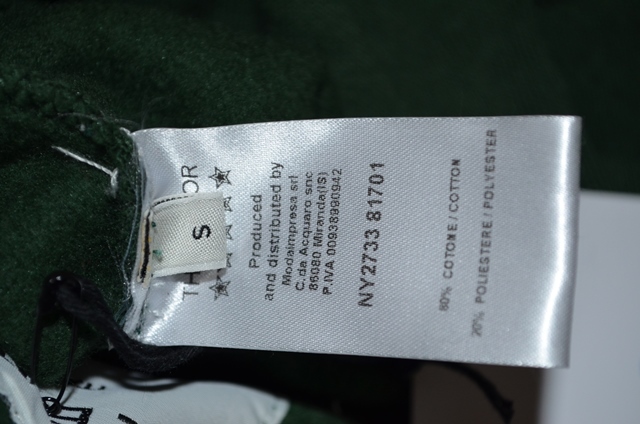 S
Produced
and distributed by
Modaimpresa srl
C.da Acquaro snc
86080 Miranda(IS)
P.IVA 00938990942
NY2733 81701
80% COTONE / COTTON
20% POLIESTERE / POLYESTER